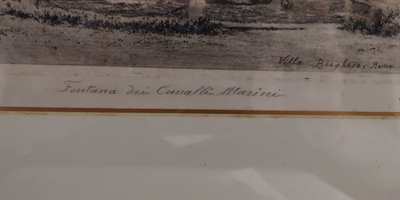 Villa Borghese, Roma
Fontana dei Cavalli Marini